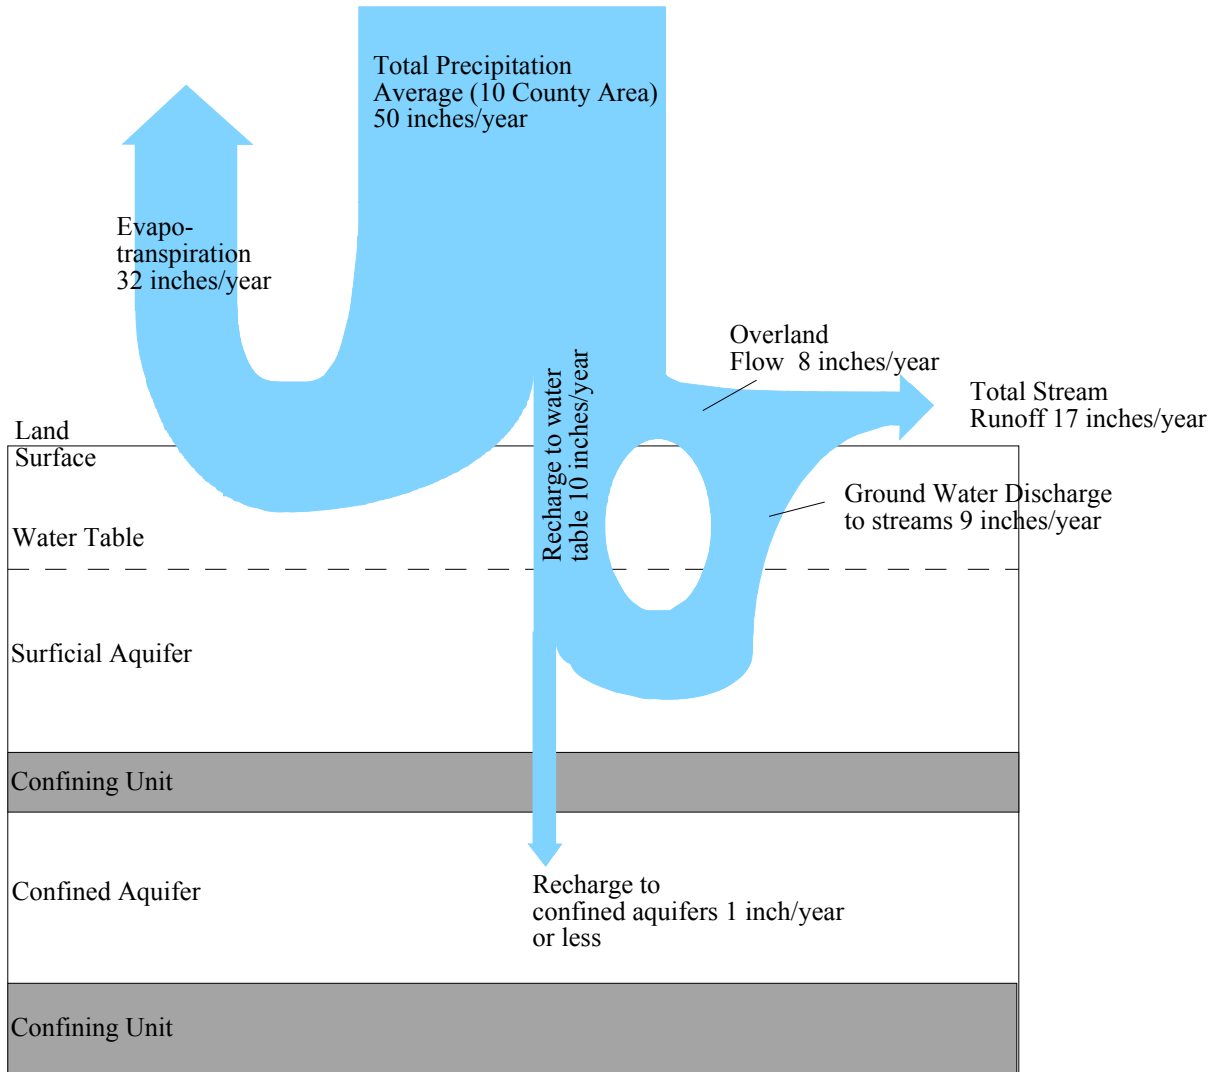 Total Precipitation
Average (10 County Area)
50 inches/year
Evapo-
transpiration
32 inches/year
Overland
Flow  8 inches/year
Total Stream
Runoff 17 inches/year
Land
Surface
Recharge to water
table 10 inches/year
Ground Water Discharge
to streams 9 inches/year
Water Table
Surficial Aquifer
Confining Unit
Confined Aquifer
Recharge to
confined aquifers 1 inch/year
or less
Confining Unit